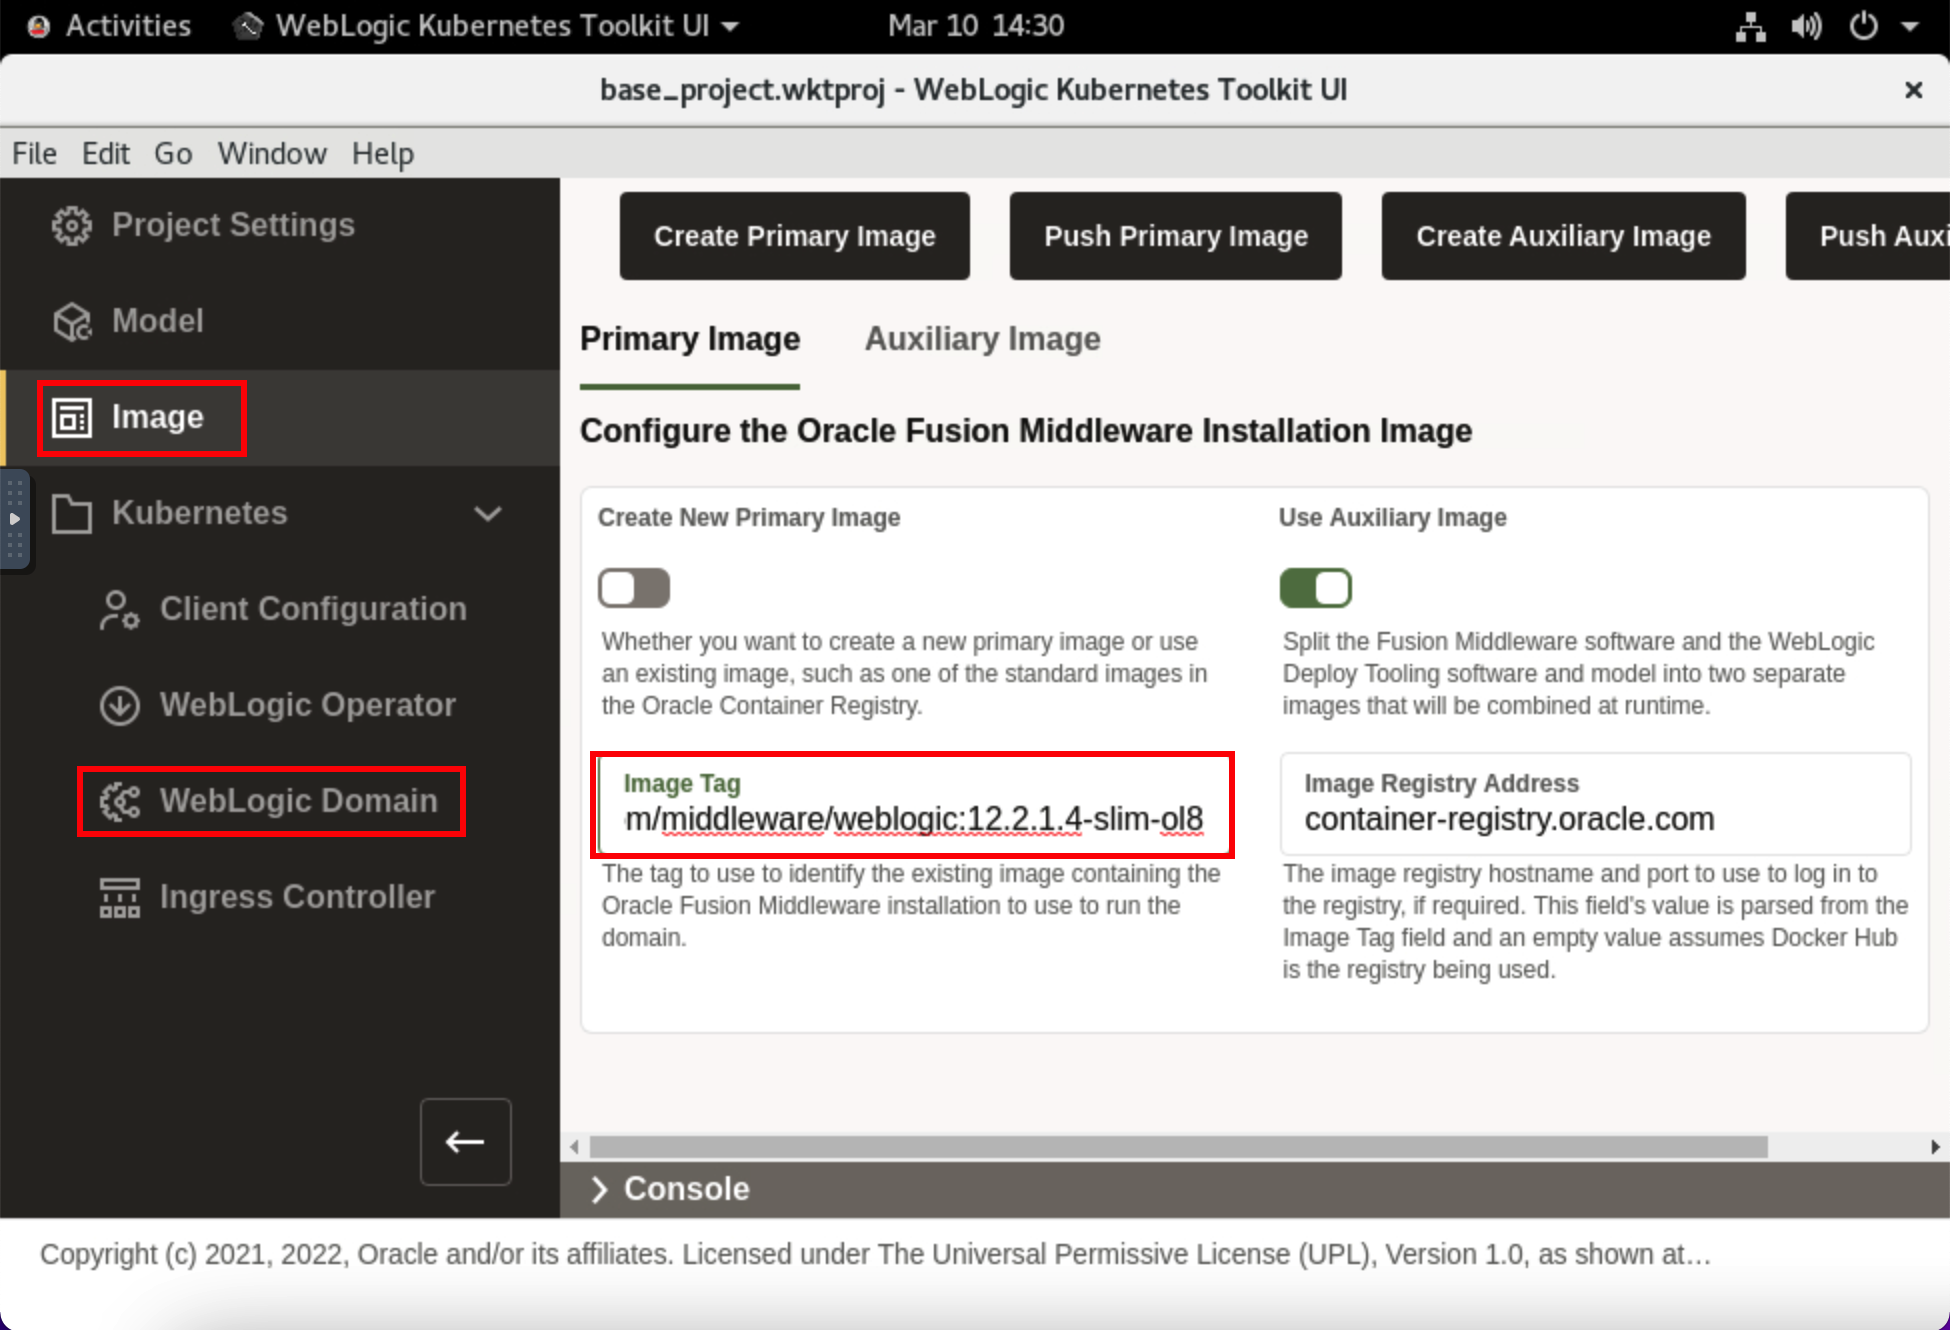 Activities WebLogic Kubernetes Toolkit UI Mar 10 14:30
base_project.wktproj - WebLogic Kubernetes Toolkit UI ×
File Edit Go Window Help
Project Settings
Model
Image
Kubernetes
Client Configuration
WebLogic Operator
WebLogic Domain
Ingress Controller
Create Primary Image Push Primary Image Create Auxiliary Image Push Auxi
Primary Image Auxiliary Image
Configure the Oracle Fusion Middleware Installation Image
Create New Primary Image
Whether you want to create a new primary image or use
an existing image, such as one of the standard images in
the Oracle Container Registry.
Use Auxiliary Image
Split the Fusion Middleware software and the WebLogic
Deploy Tooling software and model into two separate
images that will be combined at runtime.
Image Tag
m/middleware/weblogic:12.2.1.4-slim-ol8
The tag to use to identify the existing image containing the
Oracle Fusion Middleware installation to use to run the
domain.
Image Registry Address
container-registry.oracle.com
The image registry hostname and port to use to log in to
the registry, if required. This field's value is parsed from the
Image Tag field and an empty value assumes Docker Hub
is the registry being used.
Console
Copyright (c) 2021, 2022, Oracle and/or its affiliates. Licensed under The Universal Permissive License (UPL), Version 1.0, as shown at...